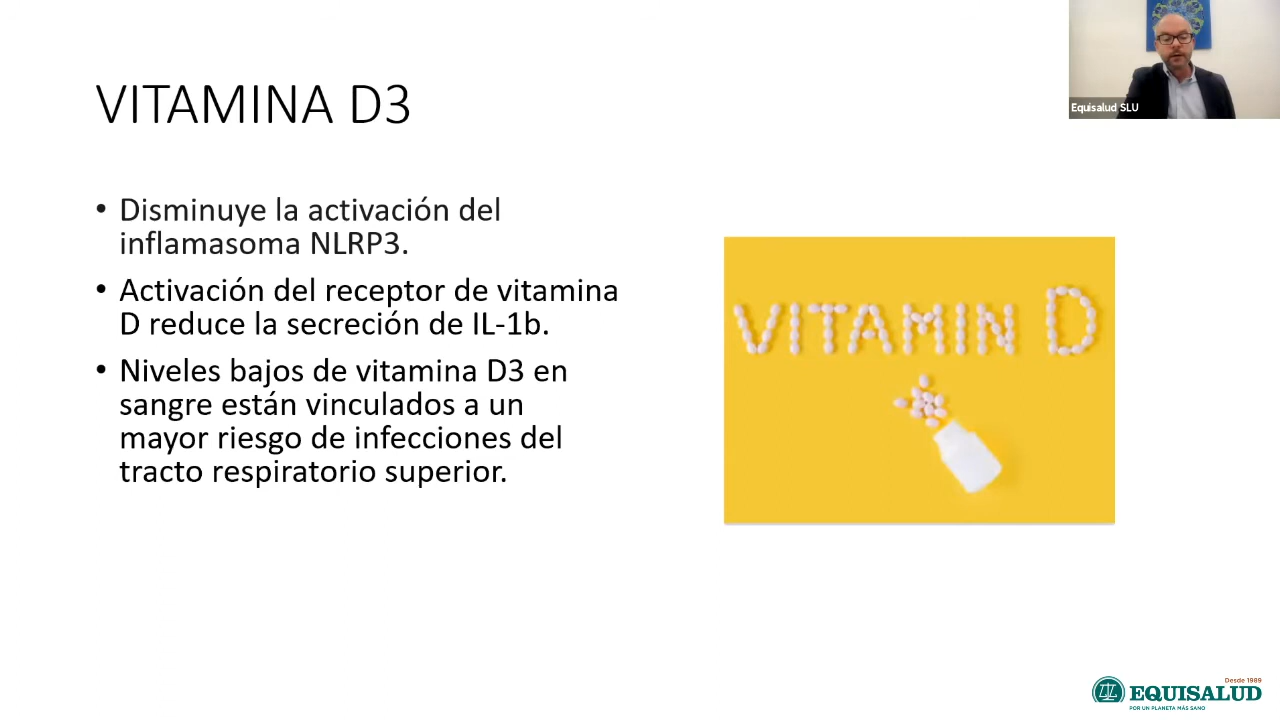 VITAMINA D3
Equisalud SLU
• Disminuye la activación del
inflamasoma NLRP3.
• Activación del receptor de vitamina
D reduce la secreción de IL-1b.
• Niveles bajos de vitamina D3 en
sangre están vinculados a un
mayor riesgo de infecciones del
tracto respiratorio superior.
VITAMIN D
Desde 1989
EQUISALUD
POR UN PLANETA MÁS SANO